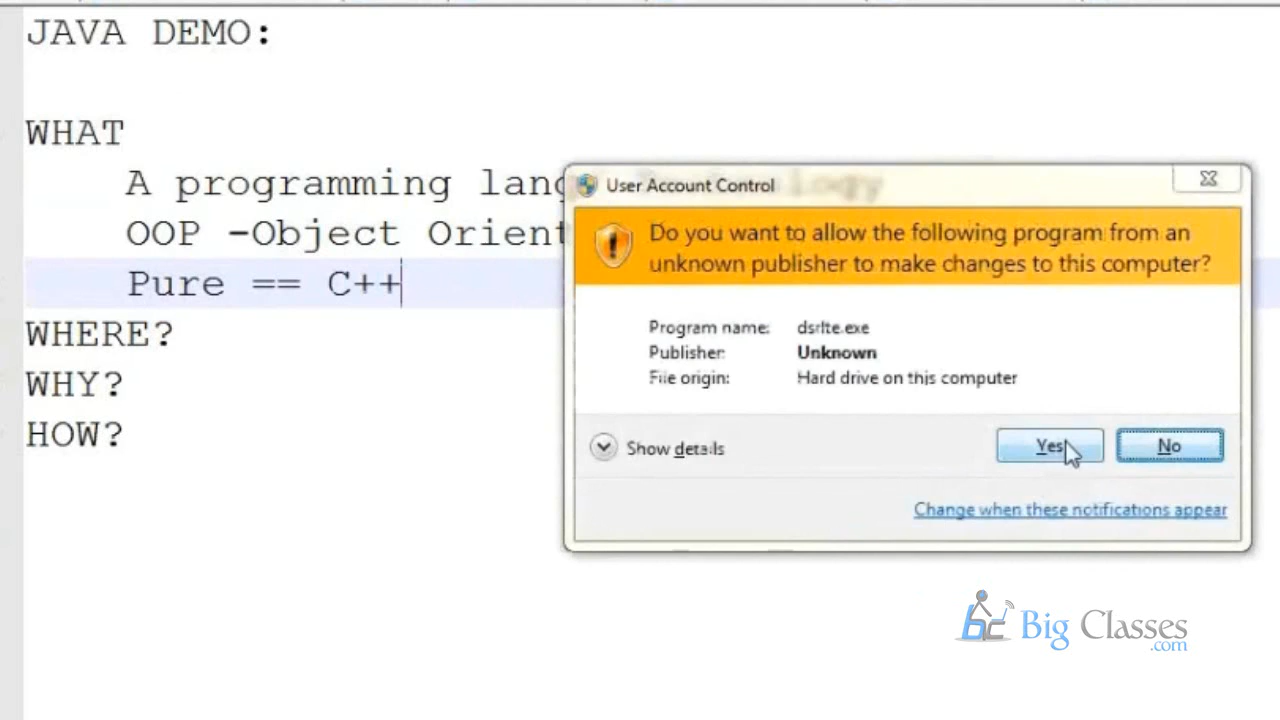 JAVA DEMO:
WHAT
A programming lang
OOP -Object Orient
Pure == C++
WHERE?
WHY?
HOW?
User Account Control
Do you want to allow the following program from an
unknown publisher to make changes to this computer?
Program name: dsrlte.exe
Publisher: Unknown
File origin: Hard drive on this computer
Show details
Yes No
Change when these notifications appear
bc Big Classes
.com